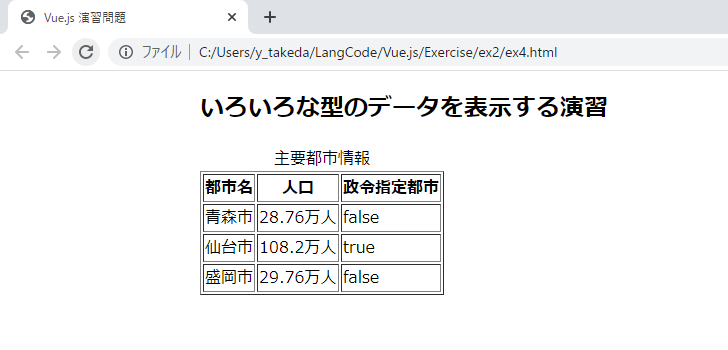 Vue.js 演習問題
ファイル C:/Users/y_takeda/LangCode/Vue.js/Exercise/ex2/ex4.html
いろいろな型のデータを表示する演習
主要都市情報
都市名 人口 政令指定都市
青森市 28.76万人 false
仙台市 108.2万人 true
盛岡市 29.76万人 false